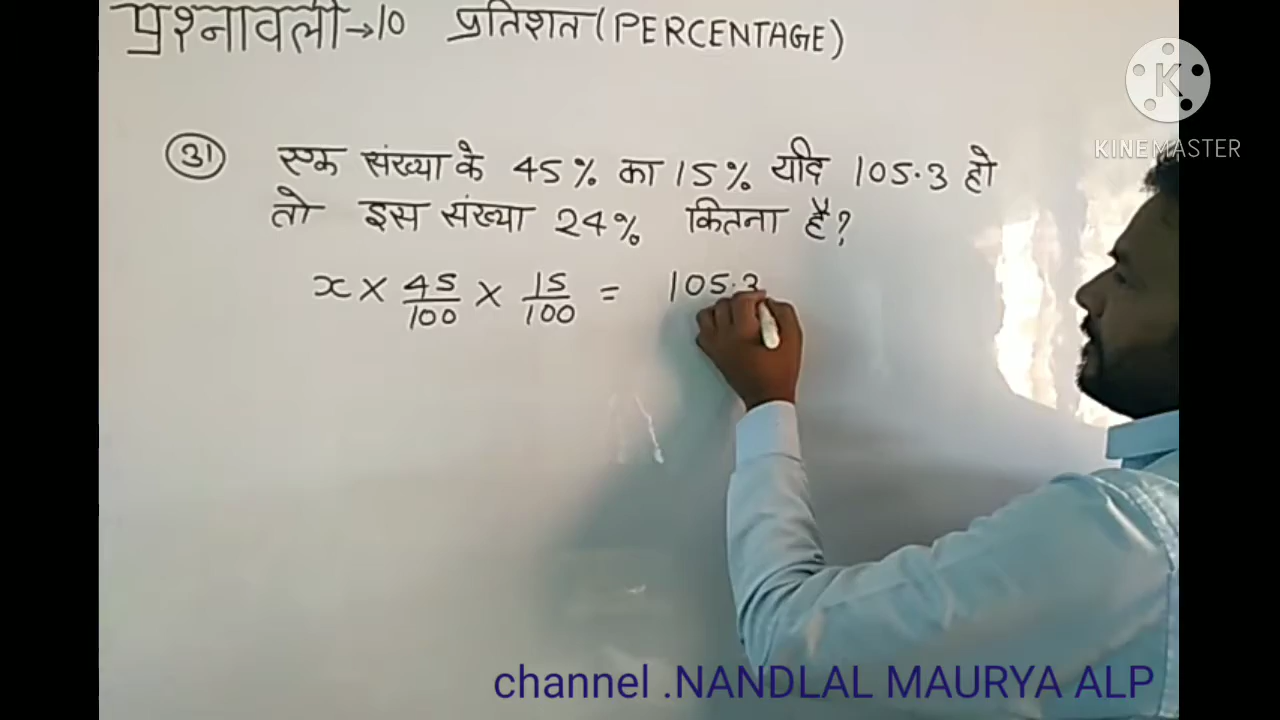 प्रश्नावली→10 प्रतिशत (PERCENTAGE)
K
KINEMASTER
31 एक संख्या के 45% का 15% यदि 105.3 हो
तो इस संख्या 24% कितना है?
x × 45/100 × 15/100 = 105.3
channel .NANDLAL MAURYA ALP